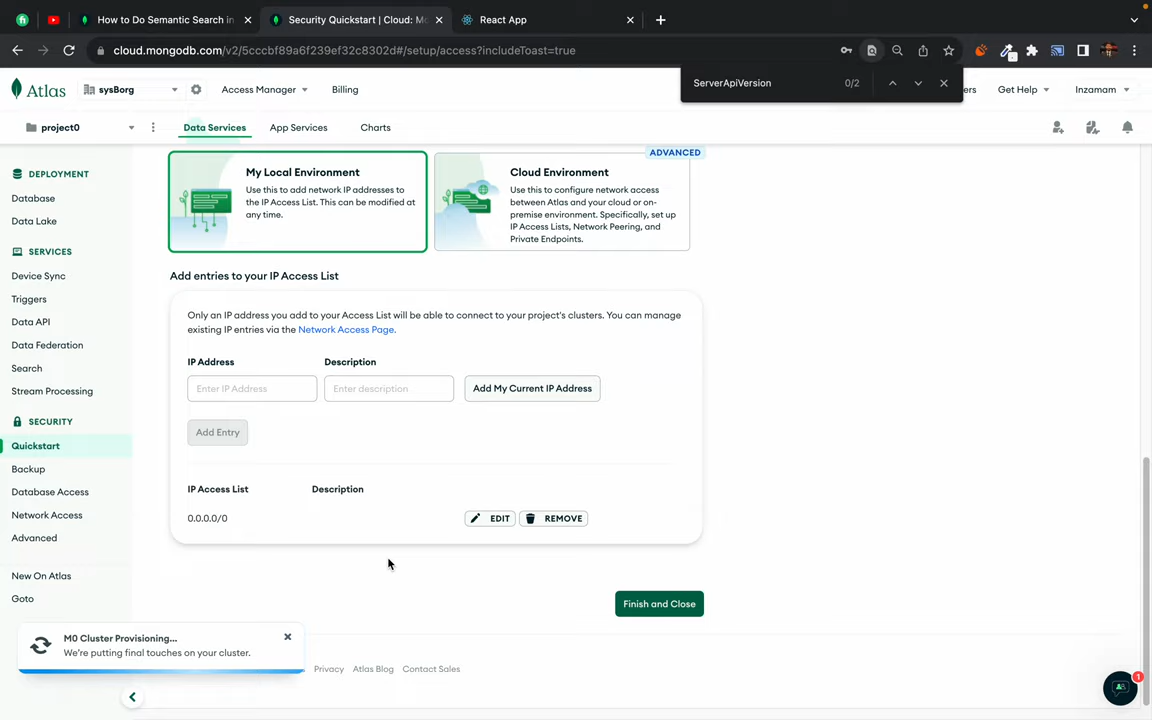 How to Do Semantic Search in
Security Quickstart | Cloud: Mo
React App
cloud.mongodb.com/v2/5cccbf89a6f239ef32c8302d#/setup/access?includeToast=true
ServerApiVersion
0/2
Atlas
sysBorg
Access Manager
Billing
Get Help
Inzamam
project0
Data Services
App Services
Charts
DEPLOYMENT
Database
Data Lake
SERVICES
Device Sync
Triggers
Data API
Data Federation
Search
Stream Processing
SECURITY
Quickstart
Backup
Database Access
Network Access
Advanced
New On Atlas
Goto
My Local Environment
Use this to add network IP addresses to
the IP Access List. This can be modified at
any time.
ADVANCED
Cloud Environment
Use this to configure network access
between Atlas and your cloud or on-
premise environment. Specifically, set up
IP Access Lists, Network Peering, and
Private Endpoints.
Add entries to your IP Access List
Only an IP address you add to your Access List will be able to connect to your project's clusters. You can manage
existing IP entries via the Network Access Page.
IP Address
Description
Enter IP Address
Enter description
Add My Current IP Address
Add Entry
IP Access List
Description
0.0.0.0/0
EDIT
REMOVE
Finish and Close
M0 Cluster Provisioning...
We're putting final touches on your cluster.
Privacy
Atlas Blog
Contact Sales
1